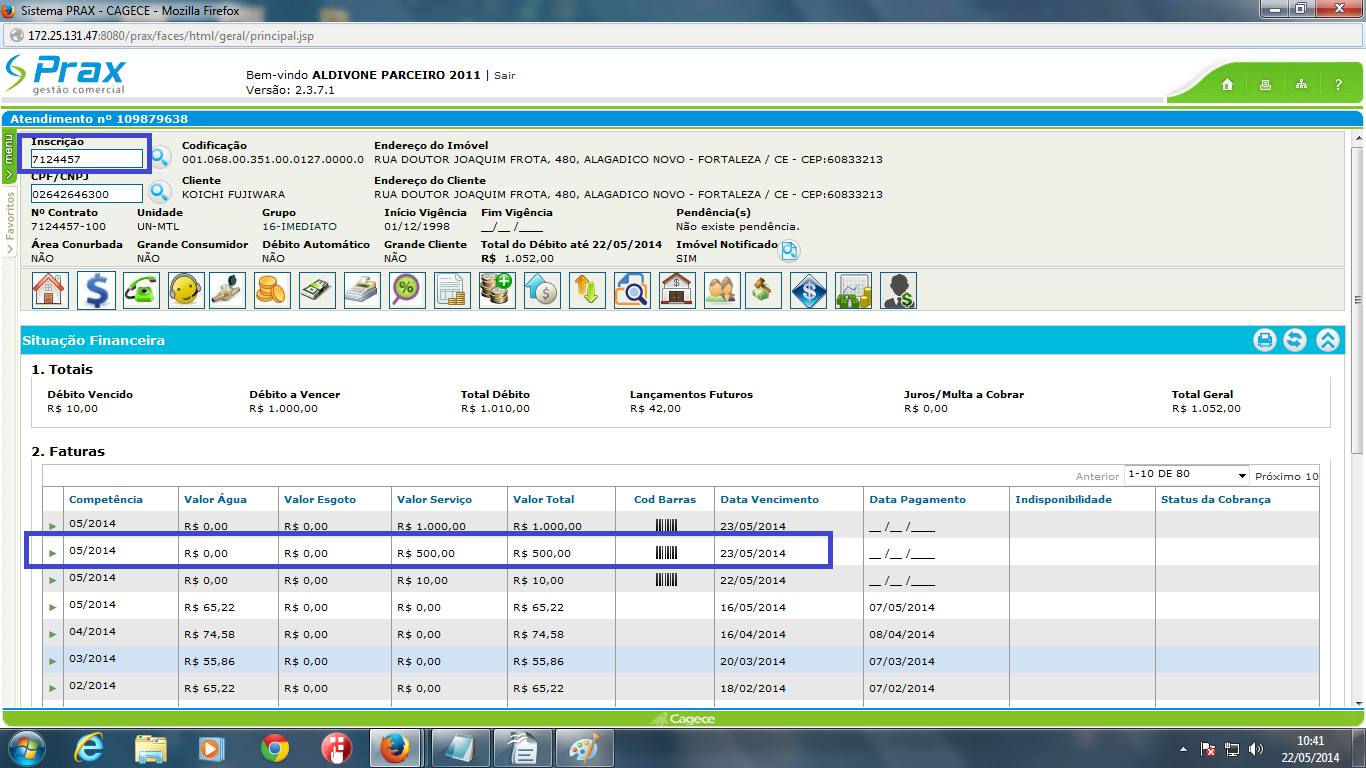 Sistema PRAX - CAGECE - Mozilla Firefox
172.25.131.47:8080/prax/faces/html/geral/principal.jsp
Prax
gestão comercial
Bem-vindo ALDIVONE PARCEIRO 2011 | Sair
Versão: 2.3.7.1
?
Atendimento nº 109879638
menu
Favoritos
Inscrição Codificação Endereço do Imóvel
7124457 001.068.00.351.00.0127.0000.0 RUA DOUTOR JOAQUIM FROTA, 480, ALAGADICO NOVO - FORTALEZA / CE - CEP:60833213
CPF/CNPJ Cliente Endereço do Cliente
02642646300 KOICHI FUJIWARA RUA DOUTOR JOAQUIM FROTA, 480, ALAGADICO NOVO - FORTALEZA / CE - CEP:60833213
Nº Contrato Unidade Grupo Início Vigência Fim Vigência Pendência(s)
7124457-100 UN-MTL 16-IMEDIATO 01/12/1998 __/__ /____ Não existe pendência.
Área Conurbada Grande Consumidor Débito Automático Grande Cliente Total do Débito até 22/05/2014 Imóvel Notificado
NÃO NÃO NÃO NÃO R$ 1.052,00 SIM
Situação Financeira
1. Totais
Débito Vencido Débito a Vencer Total Débito Lançamentos Futuros Juros/Multa a Cobrar Total Geral
R$ 10,00 R$ 1.000,00 R$ 1.010,00 R$ 42,00 R$ 0,00 R$ 1.052,00
2. Faturas
Anterior 1-10 DE 80 Próximo 10
Competência Valor Água Valor Esgoto Valor Serviço Valor Total Cod Barras Data Vencimento Data Pagamento Indisponibilidade Status da Cobrança
05/2014 R$ 0,00 R$ 0,00 R$ 1.000,00 R$ 1.000,00 23/05/2014 __ /__ /____
05/2014 R$ 0,00 R$ 0,00 R$ 500,00 R$ 500,00 23/05/2014 __ /__ /____
05/2014 R$ 0,00 R$ 0,00 R$ 10,00 R$ 10,00 22/05/2014 __ /__ /____
05/2014 R$ 65,22 R$ 0,00 R$ 0,00 R$ 65,22 16/05/2014 07/05/2014
04/2014 R$ 74,58 R$ 0,00 R$ 0,00 R$ 74,58 16/04/2014 08/04/2014
03/2014 R$ 55,86 R$ 0,00 R$ 0,00 R$ 55,86 20/03/2014 07/03/2014
02/2014 R$ 65,22 R$ 0,00 R$ 0,00 R$ 65,22 18/02/2014 07/02/2014
Cagece
10:41
22/05/2014